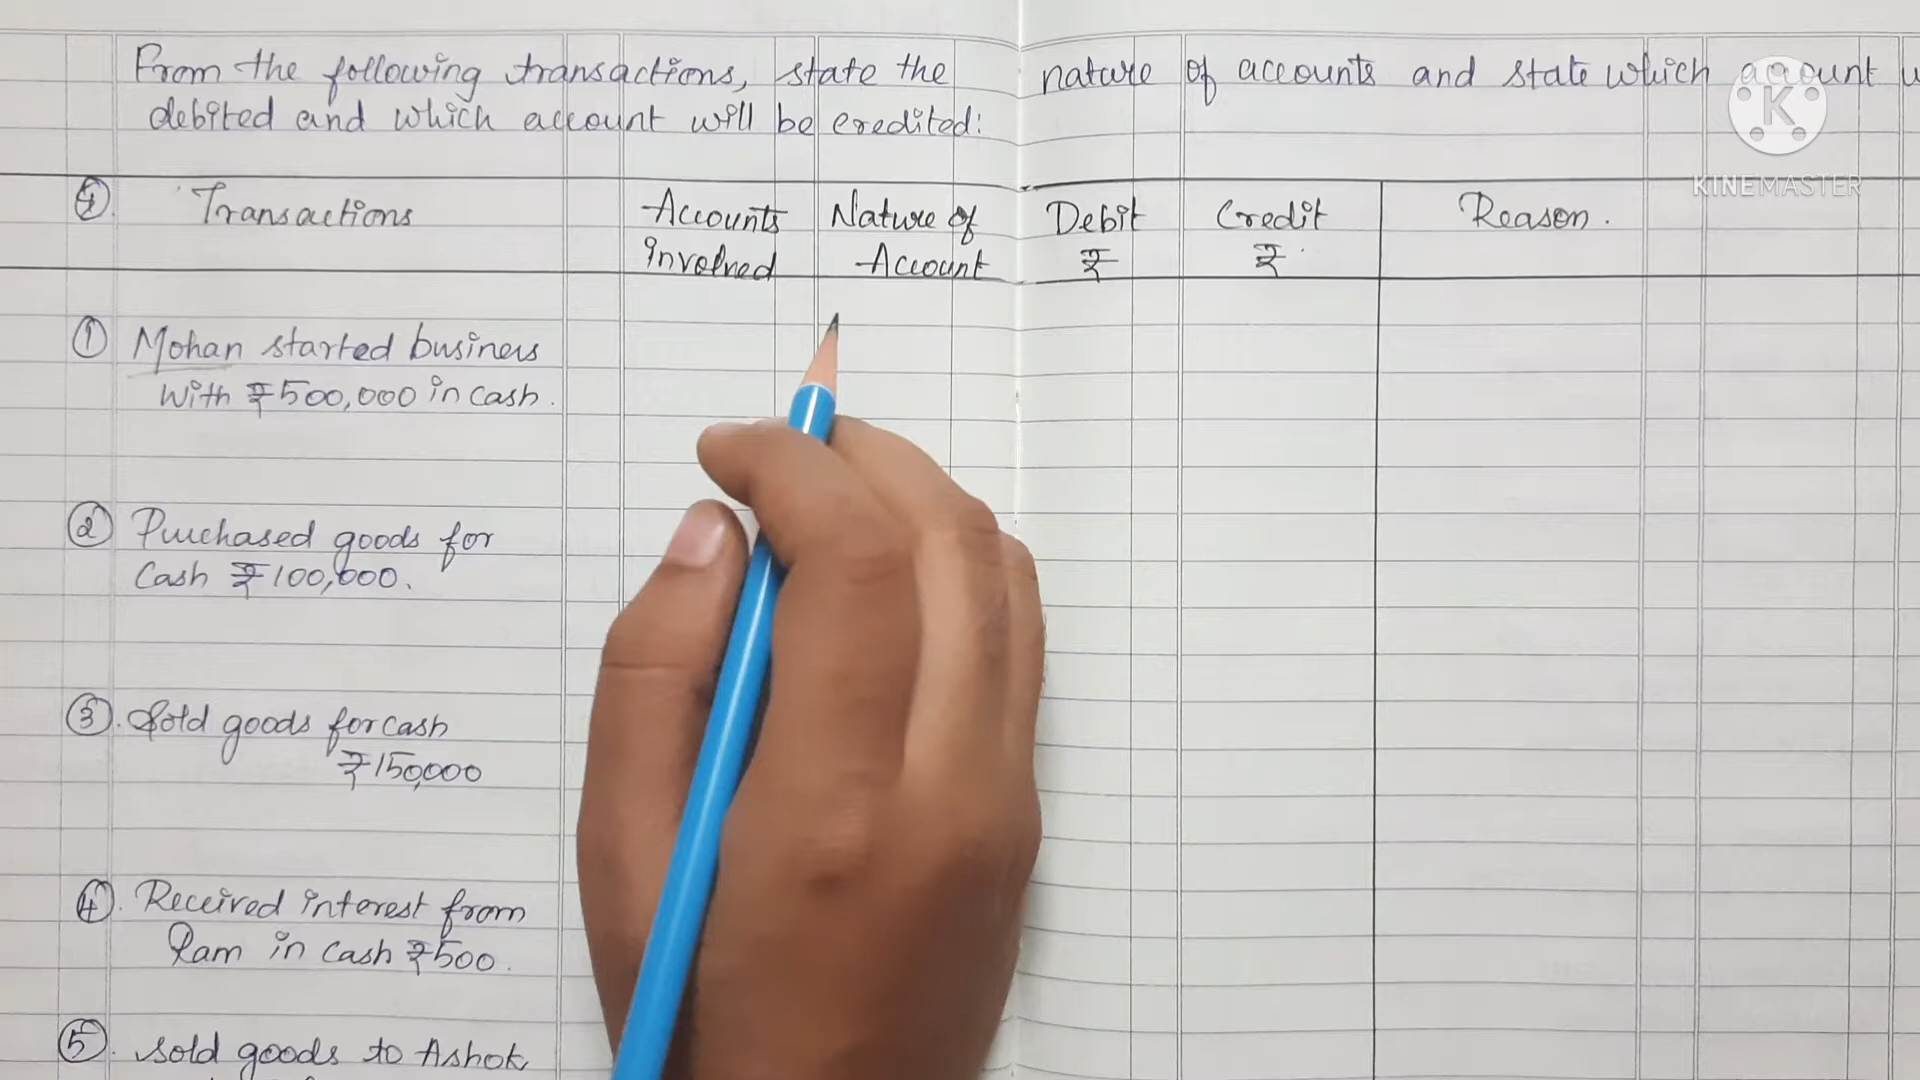 From the following transactions, state the nature of accounts and state which account
debited and which account will be credited:
Transactions Accounts Involved Nature of Account Debit ₹ Credit ₹ Reason.
① Mohan started business
with ₹500,000 in cash.
② Purchased goods for
Cash ₹100,000.
③. Sold goods for cash
₹150,000
④. Received interest from
Ram in cash ₹500.
⑤. Sold goods to Ashok
K
KINEMASTER